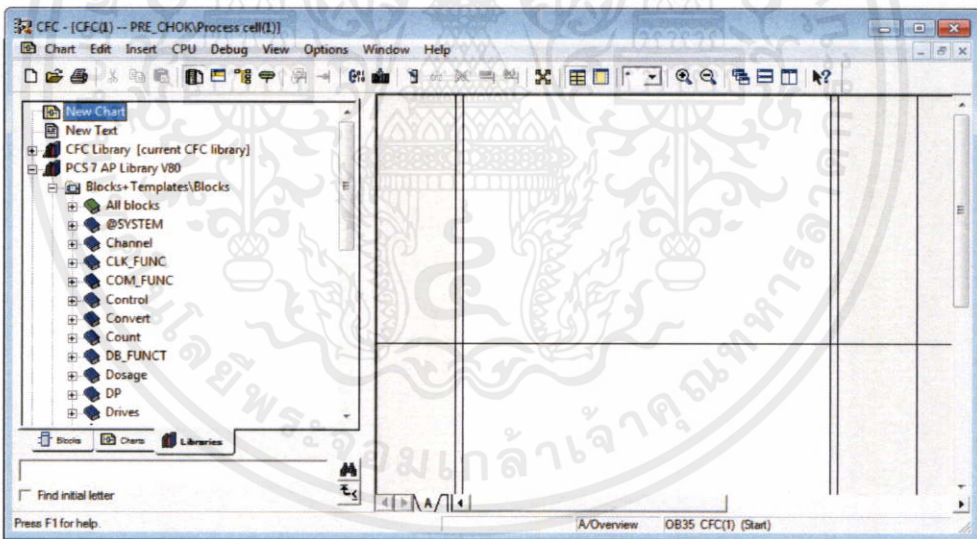 CFC - [CFC(1) -- PRE_CHOK\Process cell(1)]
Chart Edit Insert CPU Debug View Options Window Help
New Chart
New Text
CFC Library [current CFC library]
PCS 7 AP Library V80
Blocks+Templates\Blocks
All blocks
@SYSTEM
Channel
CLK_FUNC
COM_FUNC
Control
Convert
Count
DB_FUNCT
Dosage
DP
Drives
Blocks Charts Libraries
Find initial letter
A
Press F1 for help.
A/Overview OB35 CFC(1) (Start)